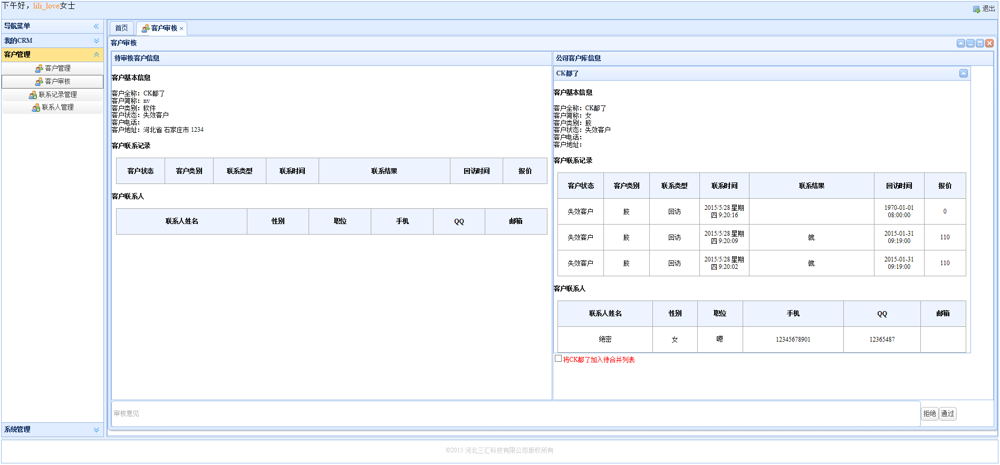 下午好，lili_love女士
退出
导航菜单
我的CRM
客户管理
客户管理
客户审核
联系记录管理
联系人管理
系统管理
首页 客户审核
客户审核
待审核客户信息
客户基本信息
客户全称：CK都了
客户简称：nv
客户类别：软件
客户状态：失效客户
客户电话：
客户地址：河北省 石家庄市 1234
客户联系记录
客户状态 客户类别 联系类型 联系时间 联系结果 回访时间 报价
客户联系人
联系人姓名 性别 职位 手机 QQ 邮箱
公司客户库信息
CK都了
客户基本信息
客户全称：CK都了
客户简称：女
客户类别：胶
客户状态：失效客户
客户电话：
客户地址：
客户联系记录
客户状态 客户类别 联系类型 联系时间 联系结果 回访时间 报价
失效客户 胶 回访 2015/5/28 星期四 9:20:16 1970-01-01 08:00:00 0
失效客户 胶 回访 2015/5/28 星期四 9:20:09 就 2015-01-31 09:19:00 110
失效客户 胶 回访 2015/5/28 星期四 9:20:02 就 2015-01-31 09:19:00 110
客户联系人
联系人姓名 性别 职位 手机 QQ 邮箱
绝密 女 嗯 12345678901 12365487
将CK都了加入待合并列表
审核意见
拒绝 通过
©2015 河北三汇科技有限公司版权所有